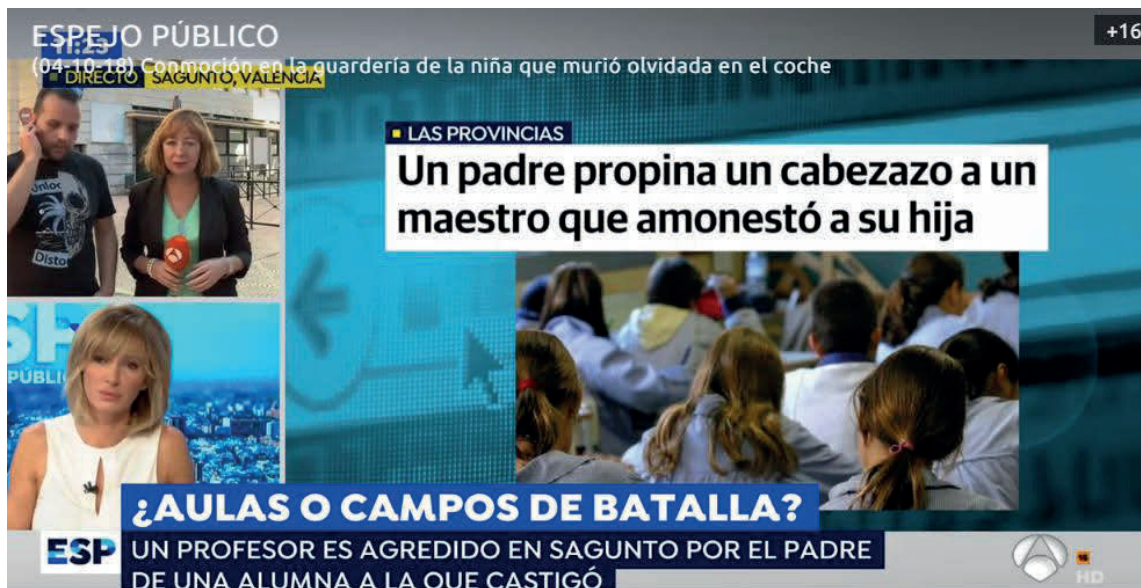 ESPEJO PÚBLICO
+16
11:23
(04-10-18) Conmoción en la guardería de la niña que murió olvidada en el coche
DIRECTO SAGUNTO, VALENCIA
LAS PROVINCIAS
Un padre propina un cabezazo a un
maestro que amonestó a su hija
Disto
PÚBLI
¿AULAS O CAMPOS DE BATALLA?
ESP UN PROFESOR ES AGREDIDO EN SAGUNTO POR EL PADRE
DE UNA ALUMNA A LA QUE CASTIGÓ
HD